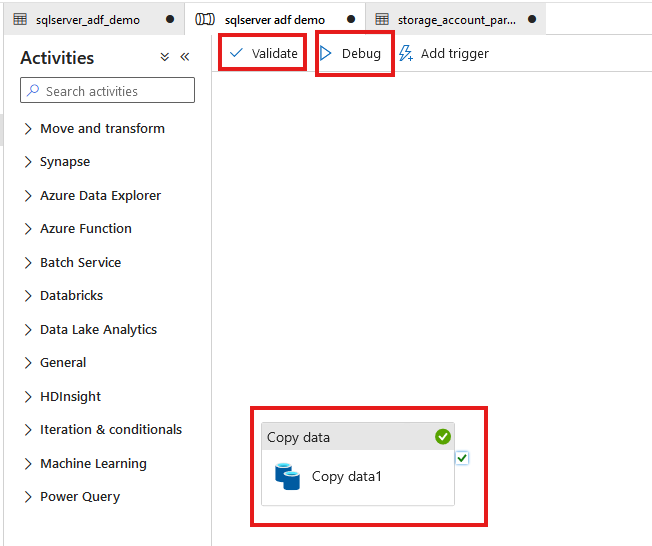 sqlserver_adf_demo
sqlserver adf demo
storage_account_par...
Activities
Validate
Debug
Add trigger
Search activities
Move and transform
Synapse
Azure Data Explorer
Azure Function
Batch Service
Databricks
Data Lake Analytics
General
HDInsight
Iteration & conditionals
Machine Learning
Power Query
Copy data
Copy data1